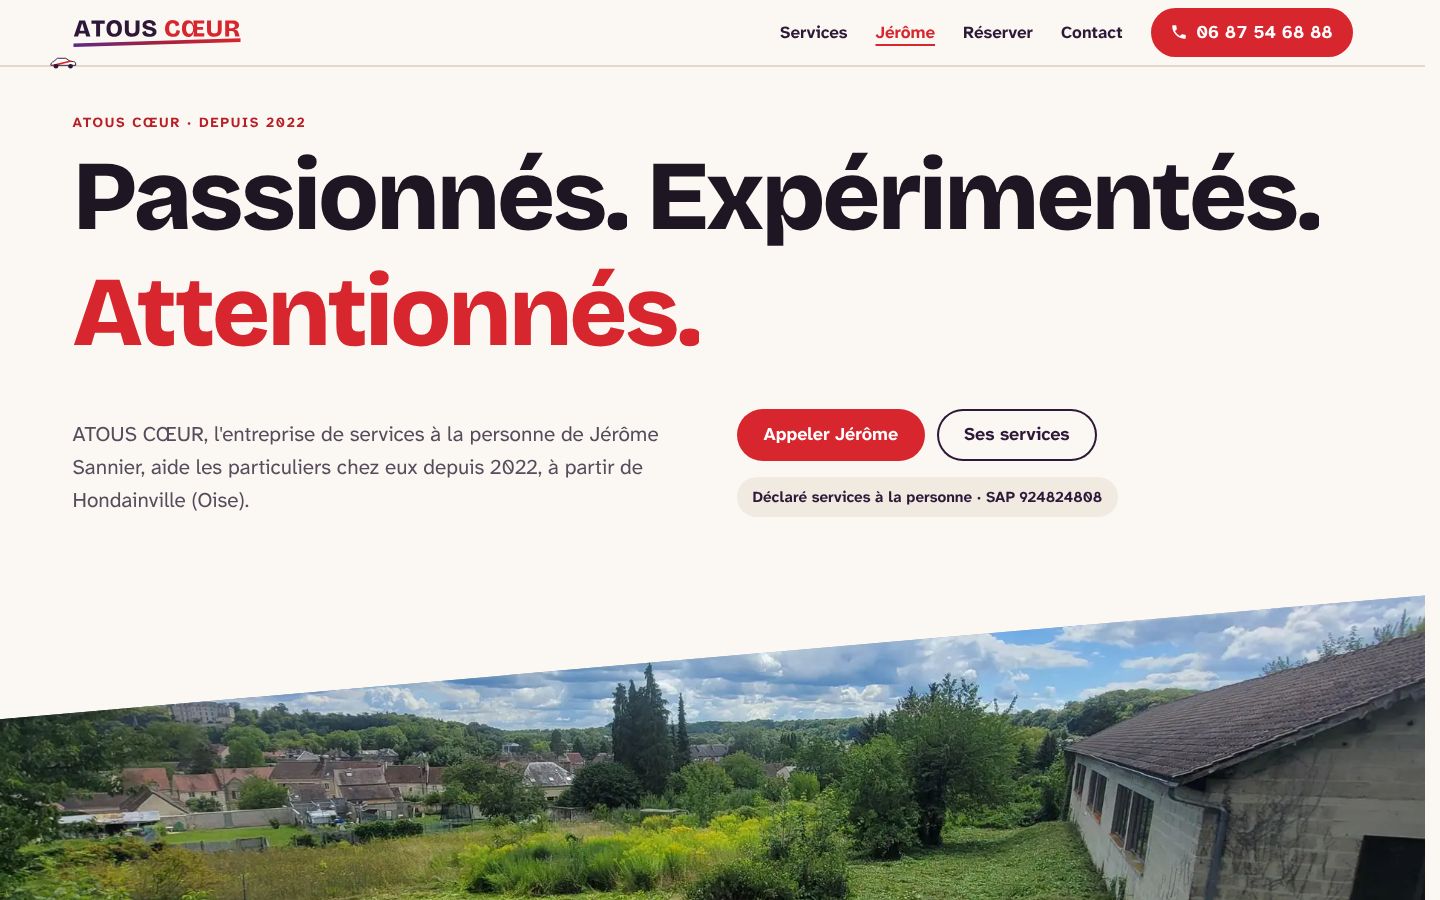 ATOUS CŒUR
Services
Jérôme
Réserver
Contact
06 87 54 68 88
ATOUS CŒUR · DEPUIS 2022
Passionnés. Expérimentés.
Attentionnés.
ATOUS CŒUR, l'entreprise de services à la personne de Jérôme
Sannier, aide les particuliers chez eux depuis 2022, à partir de
Hondainville (Oise).
Appeler Jérôme
Ses services
Déclaré services à la personne · SAP 924824808